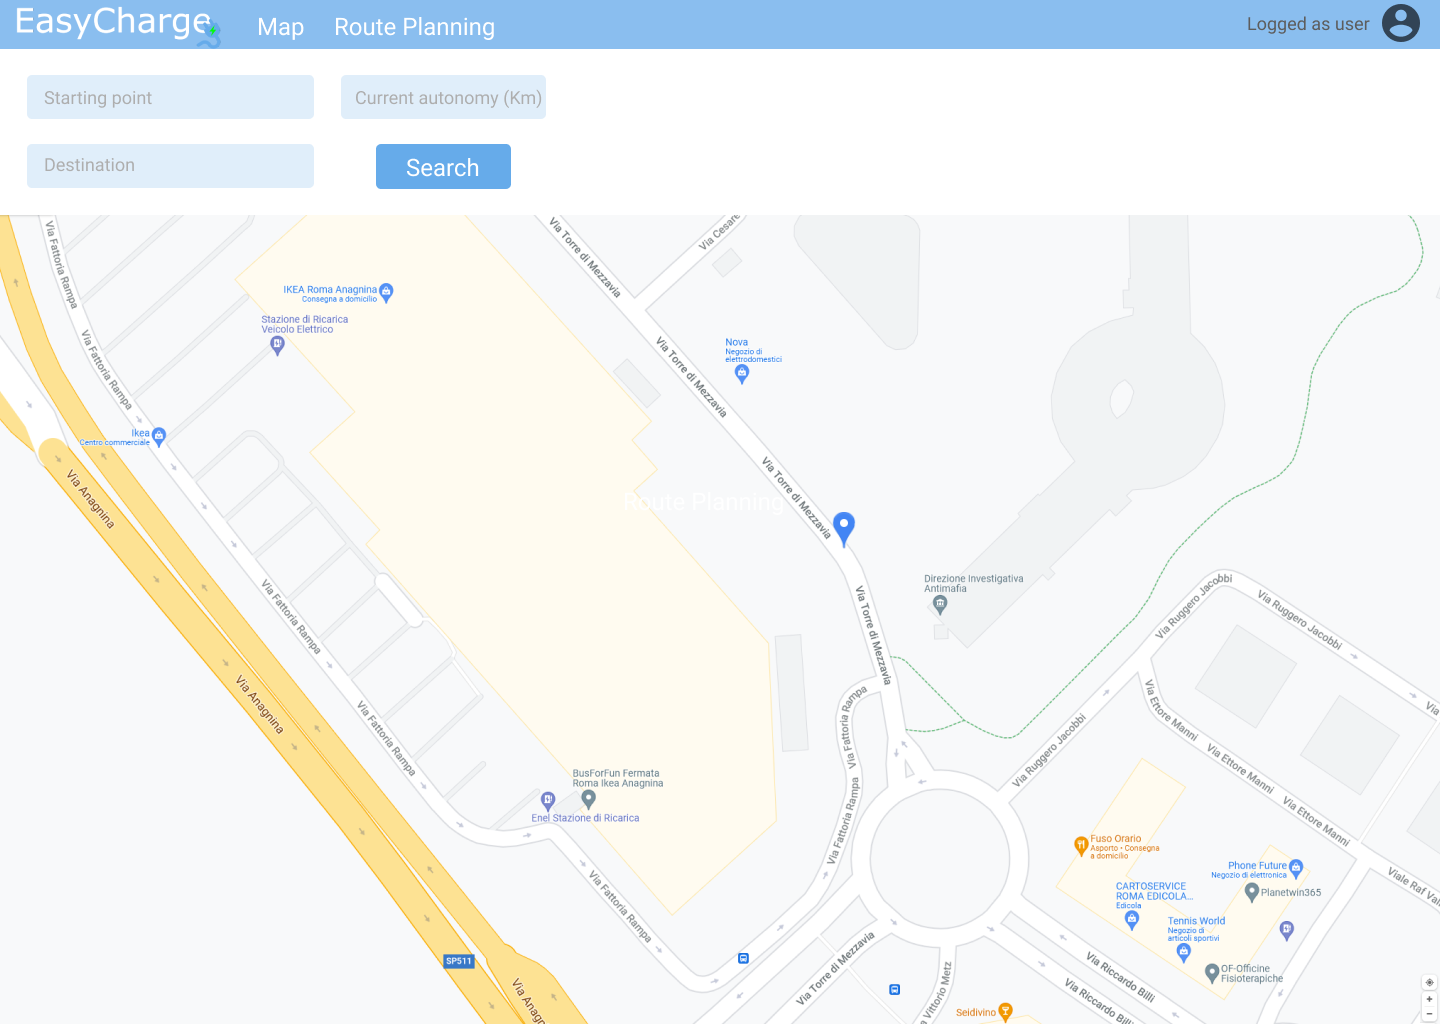 EasyCharge
Map
Route Planning
Logged as user
Starting point
Current autonomy (Km)
Destination
Search
Via Fattoria Rampa
Via Torre di Mezzavia
Via Cesare
IKEA Roma Anagnina
Consegna a domicilio
Stazione di Ricarica
Veicolo Elettrico
Via Fattoria Rampa
Via Torre di Mezzavia
Nova
Negozio di
elettrodomestici
Ikea
Centro commerciale
Via Anagnina
Via Torre di Mezzavia
Route Planning
Direzione Investigativa
Antimafia
Via Fattoria Rampa
Via Torre di Mezzavia
Via Ruggero Jacobbi
Via Ruggero Jacobbi
Via Anagnina
Via Fattoria Rampa
Via Fattoria Rampa
Via Ettore Manni
Via
Via Ruggero Jacobbi
Via Ettore Manni
BusForFun Fermata
Roma Ikea Anagnina
Enel Stazione di Ricarica
Via Fattoria Rampa
Via Ettore Manni
Fuso Orario
Asporto • Consegna
a domicilio
Phone Future
Negozio di elettronica
Planetwin365
Viale Raf Val
CARTOSERVICE
ROMA EDICOLA...
Edicola
Tennis World
Negozio di
articoli sportivi
Via Fattoria Rampa
SP511
Via Anagn
Via Torre di Mezzavia
Via Vittorio Metz
Via Riccardo Billi
Via Riccardo Billi
OF-Officine
Fisioterapiche
Seidivino